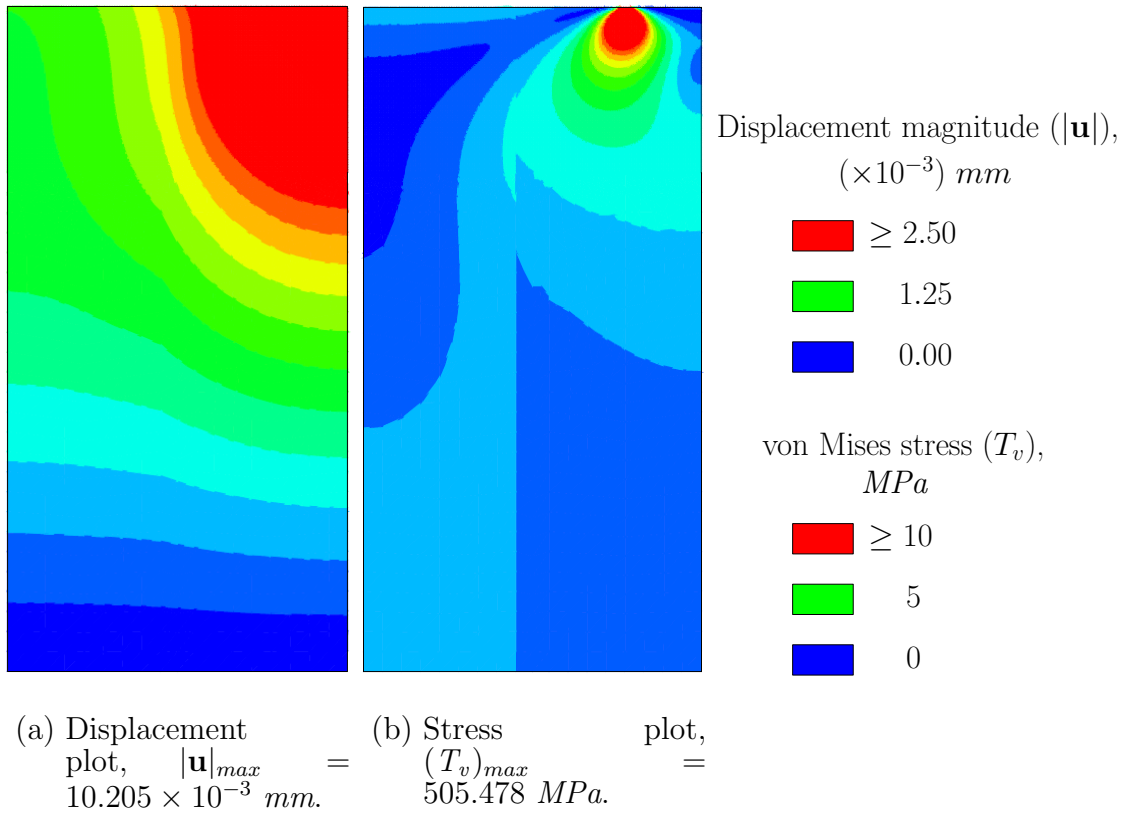 Displacement magnitude (|𝐮|),
(×10⁻³) mm
≥ 2.50
1.25
0.00
von Mises stress (Tᵥ),
MPa
≥ 10
5
0
(a) Displacement
plot, |𝐮|ₘₐₓ =
10.205 × 10⁻³ mm.
(b) Stress plot,
(Tᵥ)ₘₐₓ =
505.478 MPa.